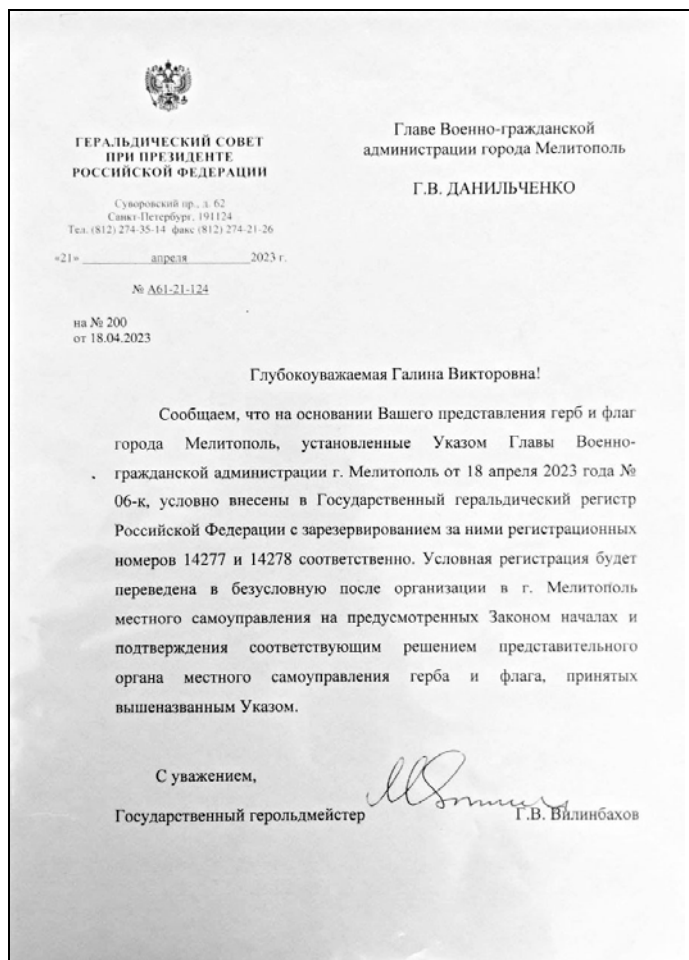 ГЕРАЛЬДИЧЕСКИЙ СОВЕТ
ПРИ ПРЕЗИДЕНТЕ
РОССИЙСКОЙ ФЕДЕРАЦИИ
Суворовский пр., д. 62
Санкт-Петербург, 191124
Тел. (812) 274-35-14 факс (812) 274-21-26
«21» апреля 2023 г.
№ А61-21-124
на № 200
от 18.04.2023
Главе Военно-гражданской
администрации города Мелитополь
Г.В. ДАНИЛЬЧЕНКО
Глубокоуважаемая Галина Викторовна!
Сообщаем, что на основании Вашего представления герб и флаг
города Мелитополь, установленные Указом Главы Военно-
гражданской администрации г. Мелитополь от 18 апреля 2023 года №
06-к, условно внесены в Государственный геральдический регистр
Российской Федерации с зарезервированием за ними регистрационных
номеров 14277 и 14278 соответственно. Условная регистрация будет
переведена в безусловную после организации в г. Мелитополь
местного самоуправления на предусмотренных Законом началах и
подтверждения соответствующим решением представительного
органа местного самоуправления герба и флага, принятых
вышеназванным Указом.
С уважением,
Государственный герольдмейстер Г.В. Вилинбахов